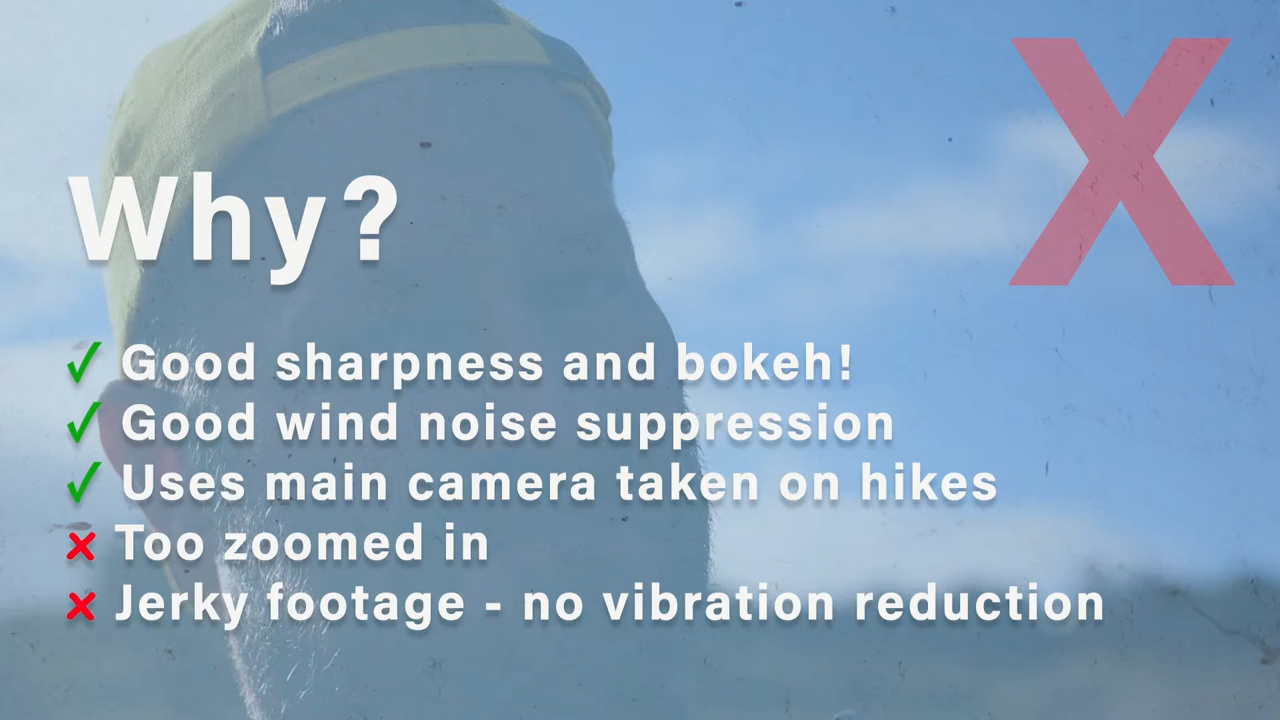 X
Why?
✓ Good sharpness and bokeh!
✓ Good wind noise suppression
✓ Uses main camera taken on hikes
× Too zoomed in
× Jerky footage - no vibration reduction